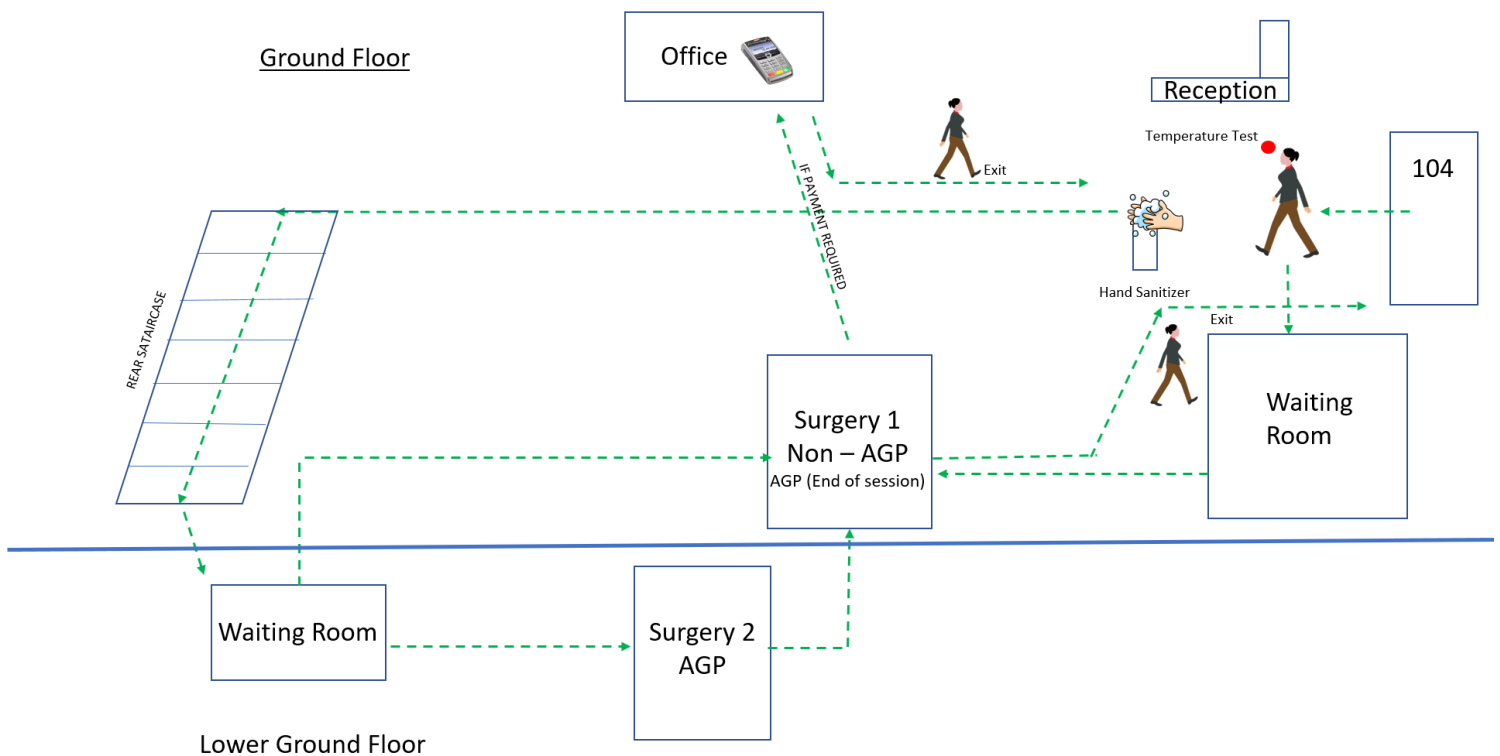 Ground Floor
Office
Reception
Temperature Test
104
Exit
IF PAYMENT REQUIRED
Hand Sanitizer
Exit
REAR SATAIRCASE
Waiting
Room
Surgery 1
Non – AGP
AGP (End of session)
Waiting Room
Surgery 2
AGP
Lower Ground Floor